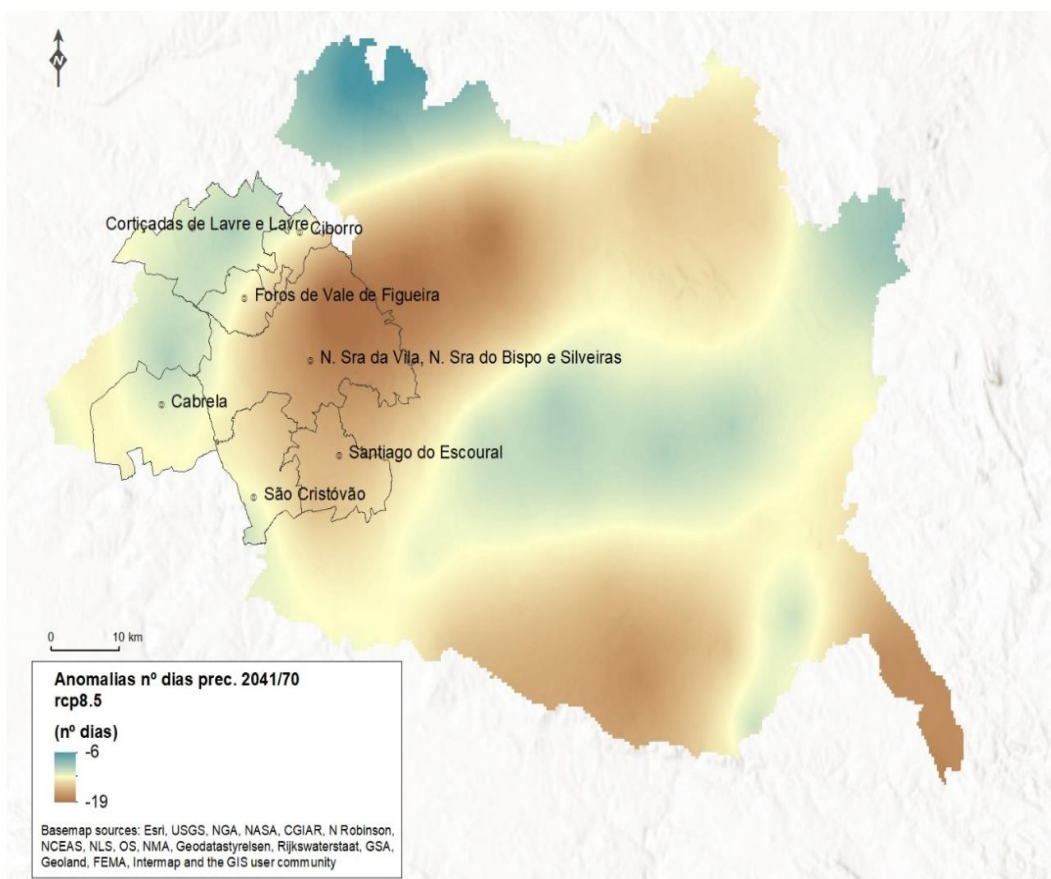 N
Cortiçadas de Lavre e Lavre
Ciborro
Foros de Vale de Figueira
N. Sra da Vila, N. Sra do Bispo e Silveiras
Cabrela
Santiago do Escoural
São Cristóvão
0 10 km
Anomalias nº dias prec. 2041/70
rcp8.5
(nº dias)
-6
-19
Basemap sources: Esri, USGS, NGA, NASA, CGIAR, N Robinson,
NCEAS, NLS, OS, NMA, Geodatastyrelsen, Rijkswaterstaat, GSA,
Geoland, FEMA, Intermap and the GIS user community